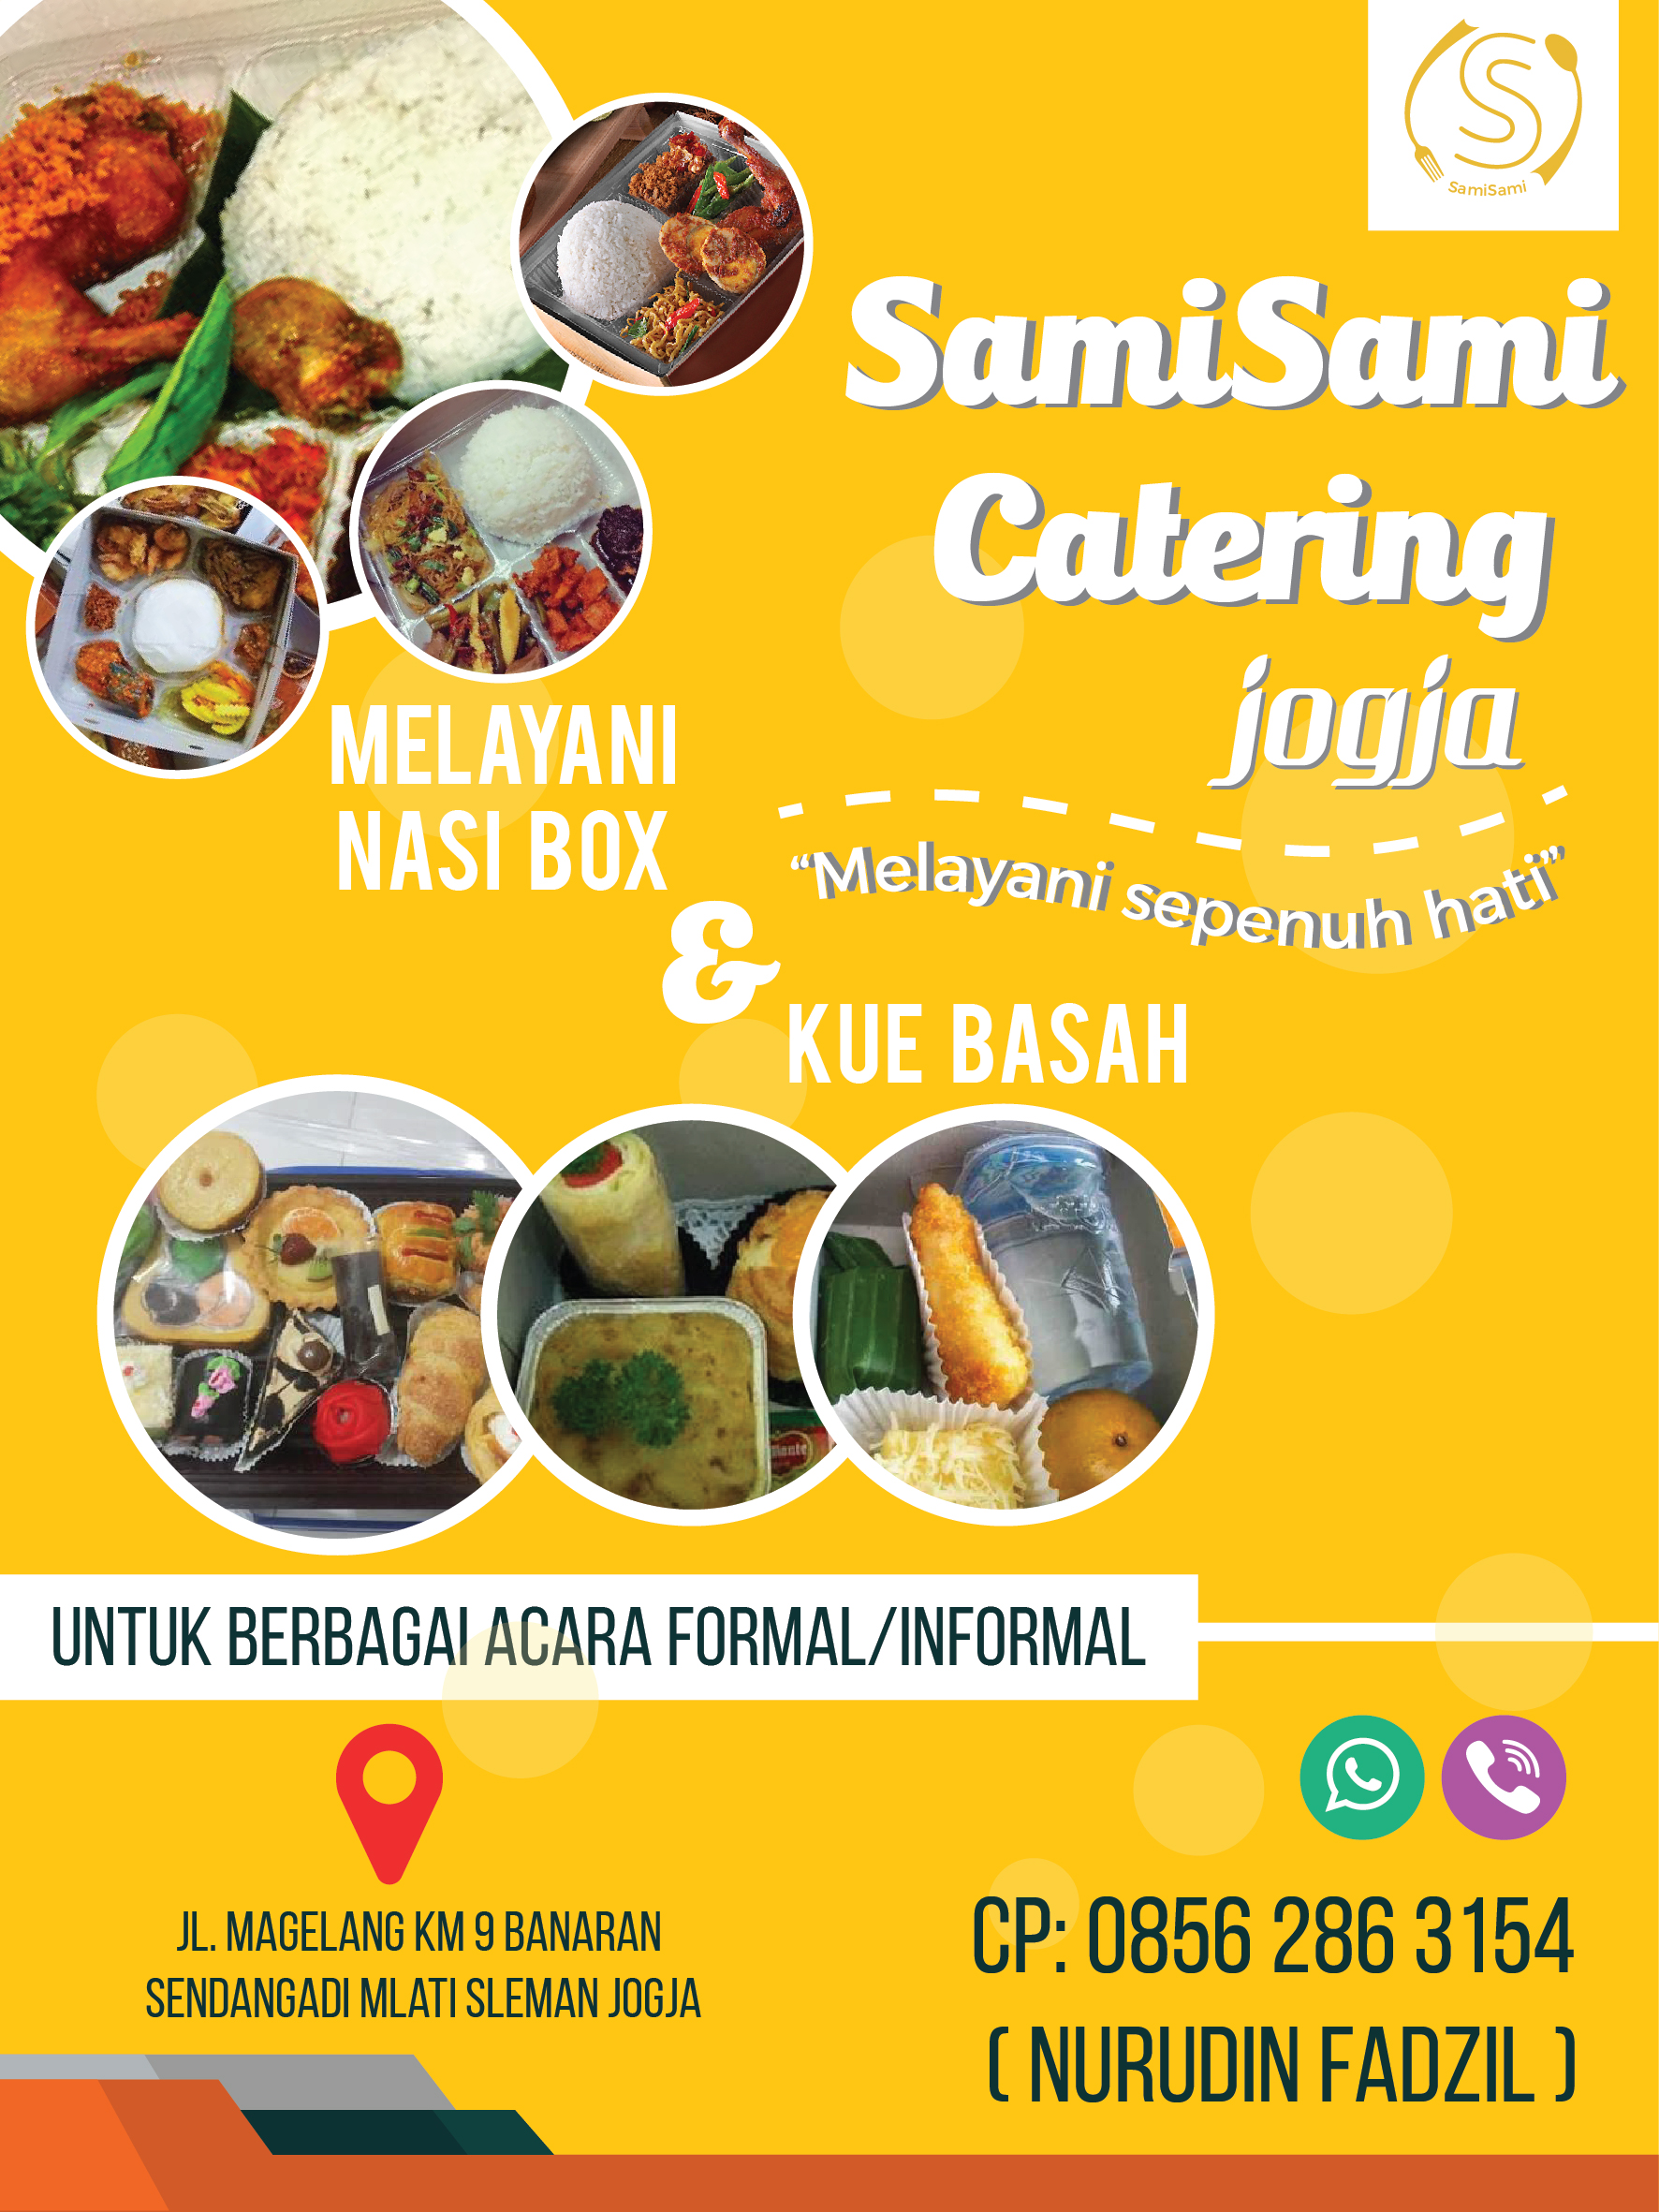 SamiSami
SamiSami
Catering
jogja
"Melayani sepenuh hati"
MELAYANI
NASI BOX
&
KUE BASAH
UNTUK BERBAGAI ACARA FORMAL/INFORMAL
JL. MAGELANG KM 9 BANARAN
SENDANGADI MLATI SLEMAN JOGJA
CP: 0856 286 3154
( NURUDIN FADZIL )